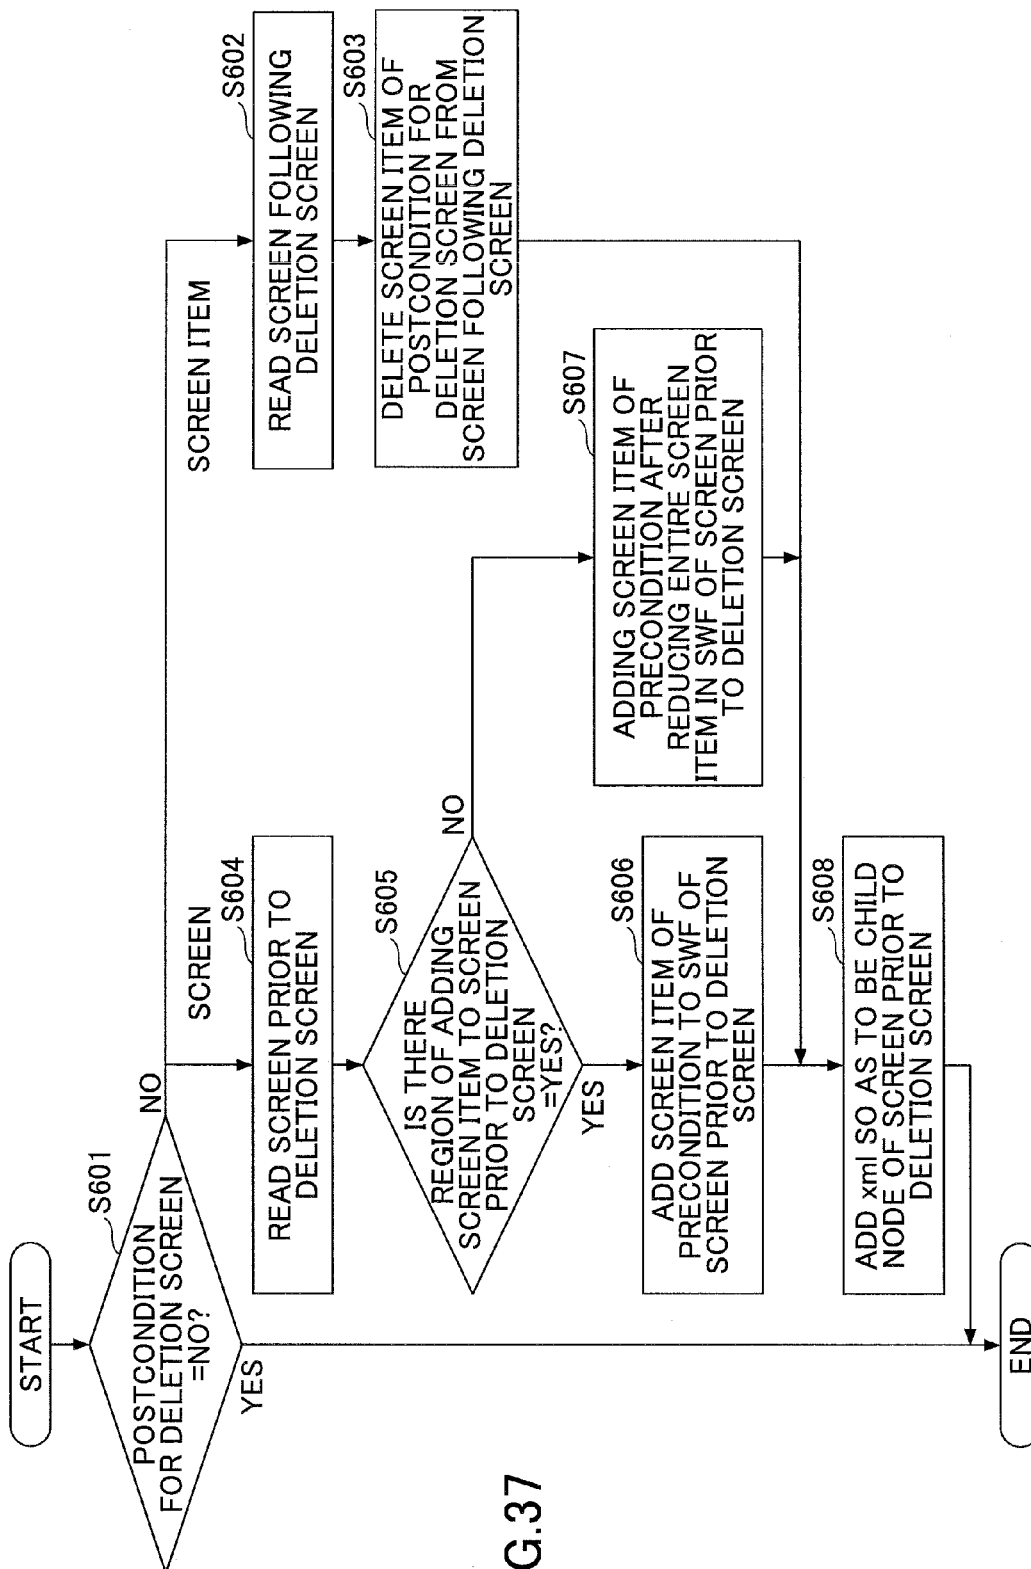 START
S601
POSTCONDITION
FOR DELETION SCREEN
=NO?
NO
YES
SCREEN
SCREEN ITEM
S602
READ SCREEN FOLLOWING
DELETION SCREEN
S603
DELETE SCREEN ITEM OF
POSTCONDITION FOR
DELETION SCREEN FROM
SCREEN FOLLOWING DELETION
SCREEN
S604
READ SCREEN PRIOR TO
DELETION SCREEN
S605
IS THERE
REGION OF ADDING
SCREEN ITEM TO SCREEN
PRIOR TO DELETION
SCREEN
=YES?
NO
YES
S606
ADD SCREEN ITEM OF
PRECONDITION TO SWF OF
SCREEN PRIOR TO DELETION
SCREEN
S607
ADDING SCREEN ITEM OF
PRECONDITION AFTER
REDUCING ENTIRE SCREEN
ITEM IN SWF OF SCREEN PRIOR
TO DELETION SCREEN
S608
ADD xml SO AS TO BE CHILD
NODE OF SCREEN PRIOR TO
DELETION SCREEN
END
G.37